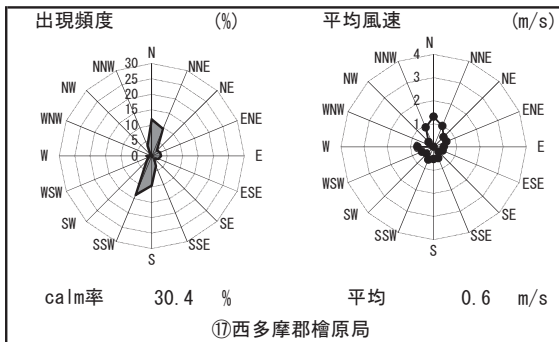 出現頻度 (%) 平均風速 (m/s)
N
NNW NNE
NW NE
WNW ENE
W E
WSW ESE
SW SE
SSW SSE
S
30
25
20
15
10
5
0
N
NNW NNE
NW NE
WNW ENE
W E
WSW ESE
SW SE
SSW SSE
S
4
3
2
1
0
calm率 30.4 % 平均 0.6 m/s
⑰西多摩郡檜原局